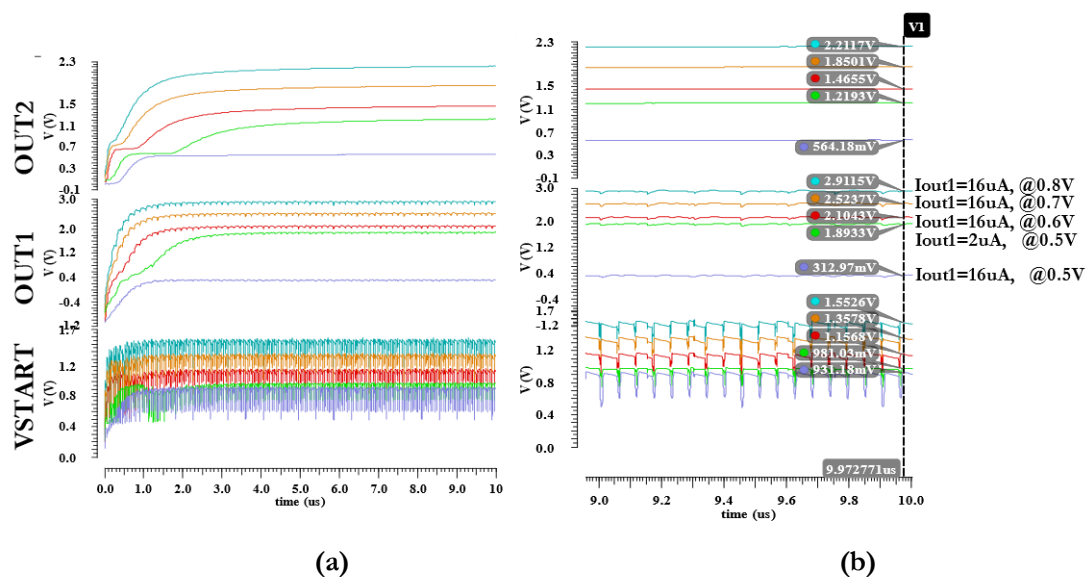 V1
OUT2
V (V)
2.3
1.5
1.1
0.7
0.3
-0.1
OUT1
V (V)
3.0
2.0
1.2
0.4
-0.4
-1.2
VSTART
V (V)
1.7
1.2
0.8
0.4
0.0
0.0 1.0 2.0 3.0 4.0 5.0 6.0 7.0 8.0 9.0 10
time (us)
(a)
V (V)
2.3
1.5
1.1
0.7
0.3
-0.1
2.2117V
1.8501V
1.4655V
1.2193V
564.18mV
V (V)
3.0
2.0
1.2
0.4
-0.4
-1.2
2.9115V
2.5237V
2.1043V
1.8933V
312.97mV
Iout1=16uA, @0.8V
Iout1=16uA, @0.7V
Iout1=16uA, @0.6V
Iout1=2uA, @0.5V
Iout1=16uA, @0.5V
V (V)
1.7
1.2
0.8
0.4
0.0
1.5526V
1.3578V
1.1568V
981.03mV
931.18mV
9.972771us
9.0 9.2 9.4 9.6 9.8 10.0
time (us)
(b)